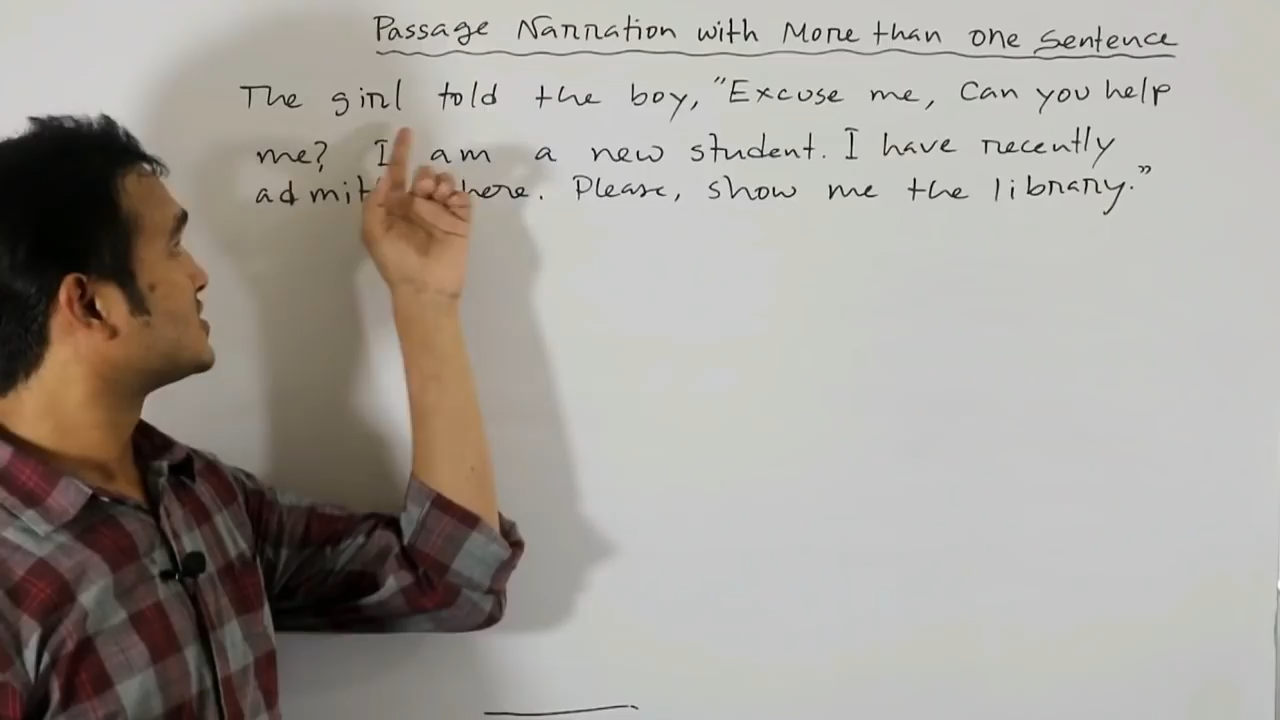 Passage Narration with More than one sentence
The girl told the boy, "Excuse me, Can you help
me? I am a new student. I have recently
admit here. Please, show me the library."